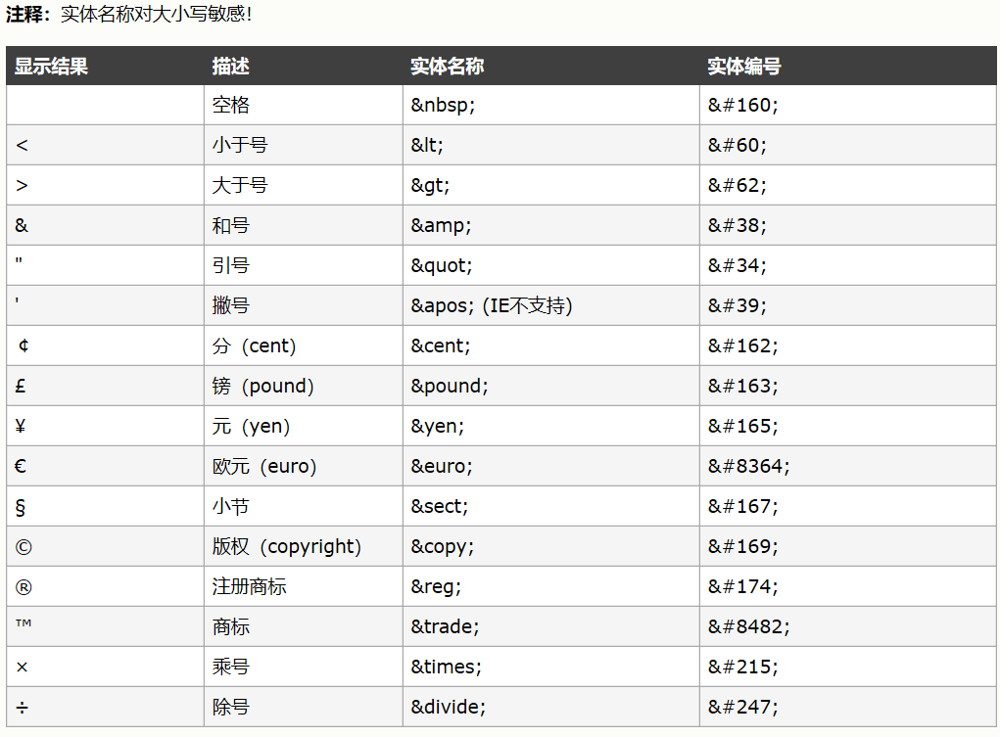 注释：实体名称对大小写敏感！
显示结果 描述 实体名称 实体编号
空格 &nbsp; &#160;
< 小于号 &lt; &#60;
> 大于号 &gt; &#62;
& 和号 &amp; &#38;
" 引号 &quot; &#34;
' 撇号 &apos; (IE不支持) &#39;
¢ 分（cent） &cent; &#162;
£ 镑（pound） &pound; &#163;
¥ 元（yen） &yen; &#165;
€ 欧元（euro） &euro; &#8364;
§ 小节 &sect; &#167;
© 版权（copyright） &copy; &#169;
® 注册商标 &reg; &#174;
™ 商标 &trade; &#8482;
× 乘号 &times; &#215;
÷ 除号 &divide; &#247;